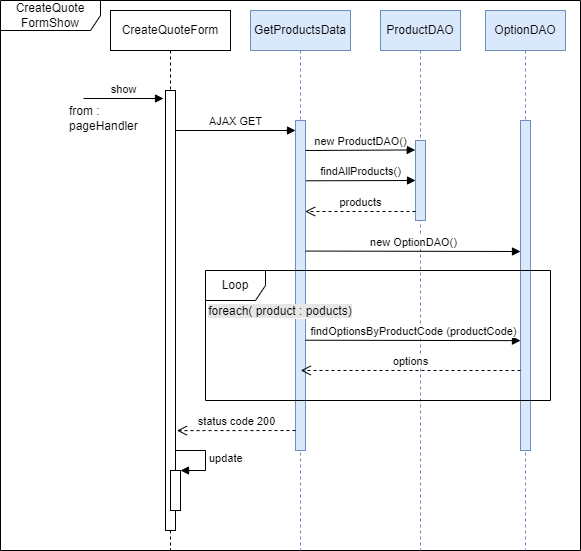 CreateQuote
FormShow
CreateQuoteForm
GetProductsData
ProductDAO
OptionDAO
show
from :
pageHandler
AJAX GET
new ProductDAO()
findAllProducts()
products
new OptionDAO()
Loop
foreach( product : poducts)
findOptionsByProductCode (productCode)
options
status code 200
update